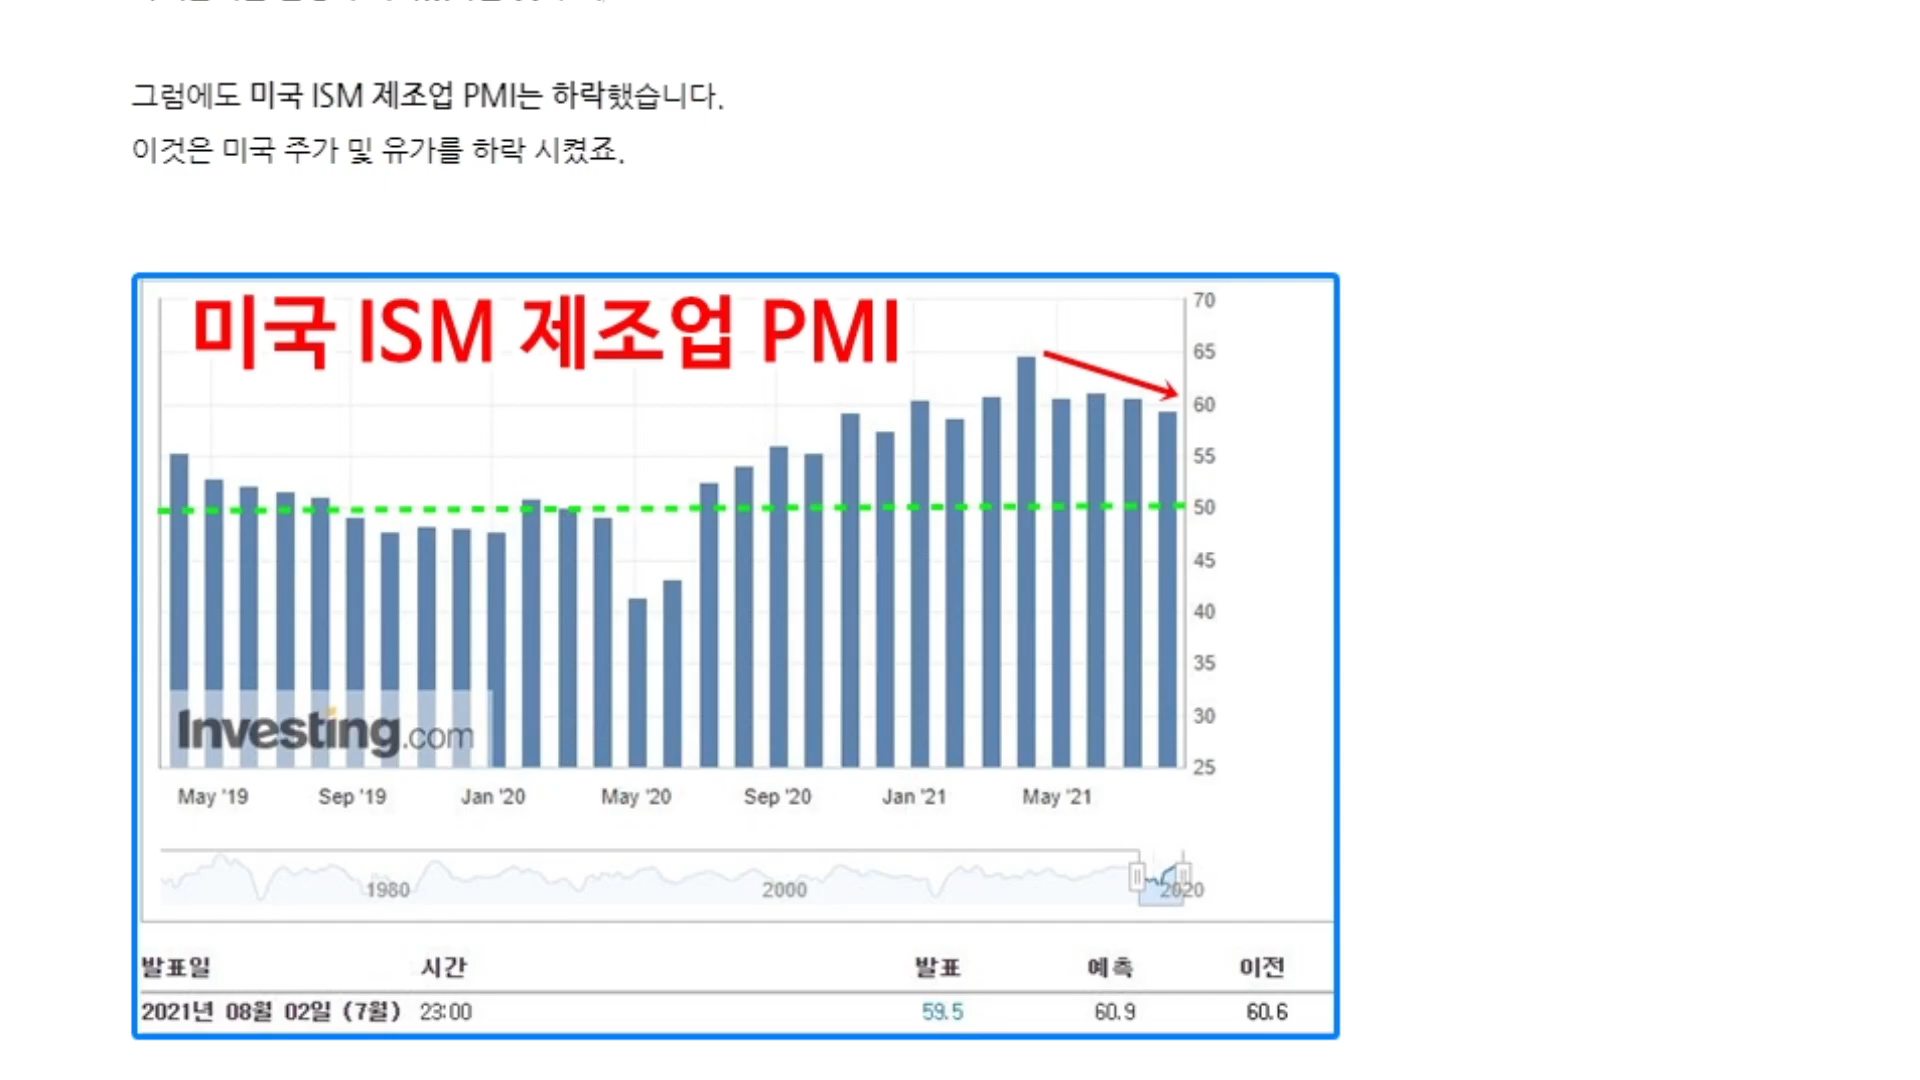 그럼에도 미국 ISM 제조업 PMI는 하락했습니다.
이것은 미국 주가 및 유가를 하락 시켰죠.
미국 ISM 제조업 PMI
70
65
60
55
50
45
40
35
30
25
Investing.com
May '19 Sep '19 Jan '20 May '20 Sep '20 Jan '21 May '21
1980 2000 2020
발표일 시간 발표 예측 이전
2021년 08월 02일 (7월) 23:00 59.5 60.9 60.6